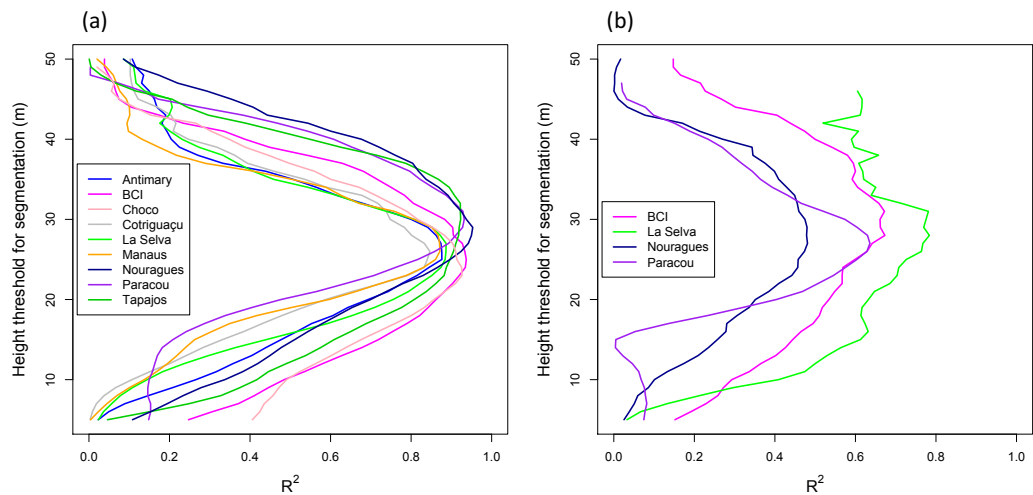 (a)
Height threshold for segmentation (m)
50
40
30
20
10
Antimary
BCI
Choco
Cotriguaçu
La Selva
Manaus
Nouragues
Paracou
Tapajos
0.0 0.2 0.4 0.6 0.8 1.0
R²
(b)
Height threshold for segmentation (m)
50
40
30
20
10
BCI
La Selva
Nouragues
Paracou
0.0 0.2 0.4 0.6 0.8 1.0
R²